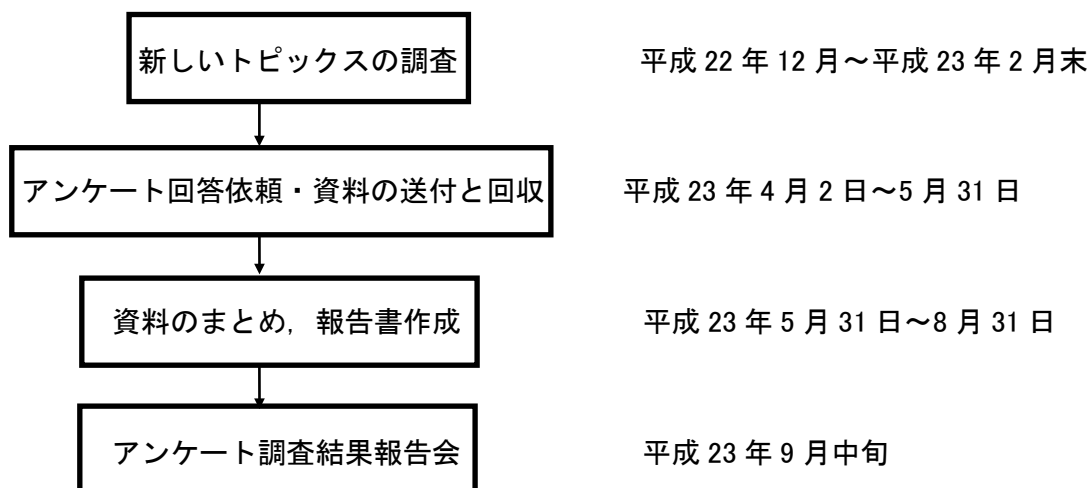 新しいトピックスの調査 平成 22 年 12 月～平成 23 年 2 月末
アンケート回答依頼・資料の送付と回収 平成 23 年 4 月 2 日～5 月 31 日
資料のまとめ，報告書作成 平成 23 年 5 月 31 日～8 月 31 日
アンケート調査結果報告会 平成 23 年 9 月中旬